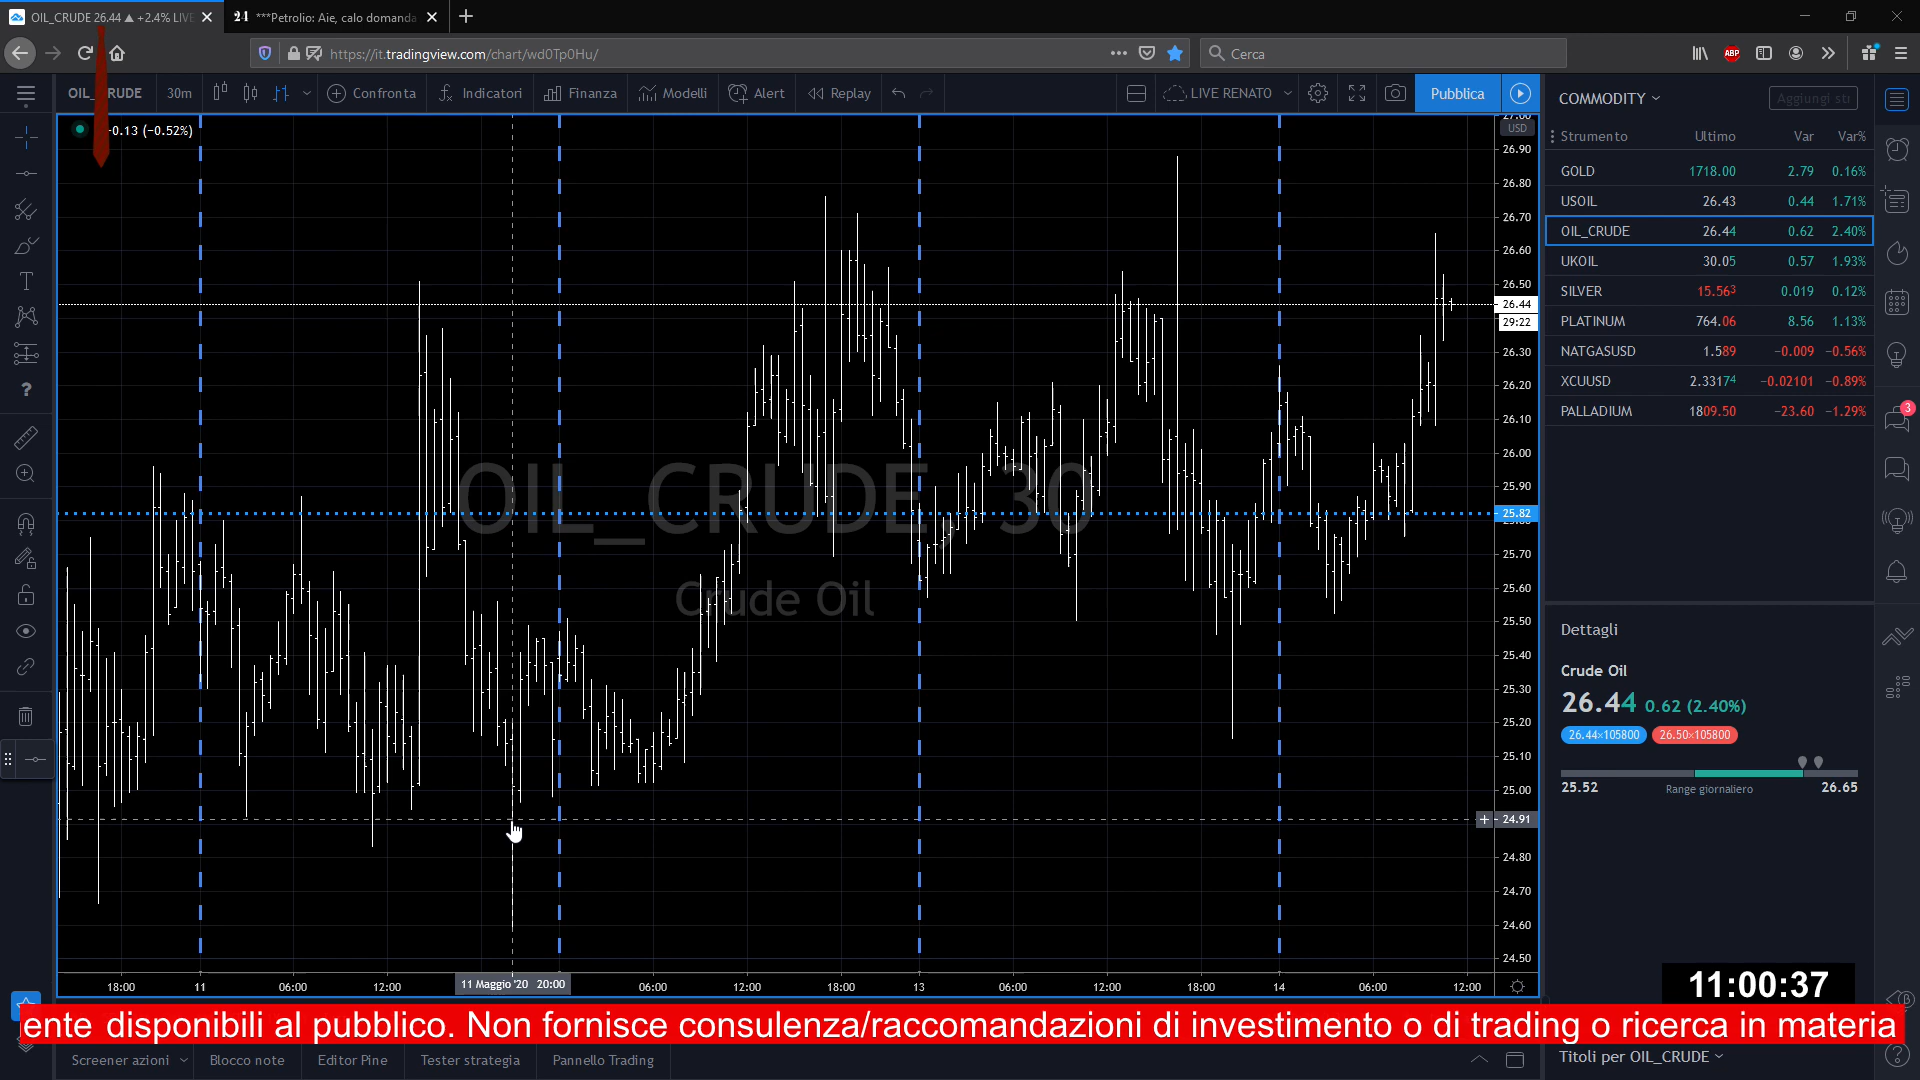 OIL_CRUDE 26.44 ▲ +2.4% LIVE
24 ***Petrolio: Aie, calo domanda
https://it.tradingview.com/chart/wd0Tp0Hu/
Cerca
ABP
30m
Confronta
Indicatori
Finanza
Modelli
Alert
Replay
LIVE RENATO
Pubblica
-0.13 (-0.52%)
OIL_CRUDE, 30
Crude Oil
USD
27.00
26.90
26.80
26.70
26.60
26.50
26.44
29:22
26.30
26.20
26.10
26.00
25.90
25.82
25.70
25.60
25.50
25.40
25.30
25.20
25.10
25.00
24.91
24.80
24.70
24.60
24.50
18:00 11 06:00 12:00 11 Maggio '20 20:00 06:00 12:00 18:00 13 06:00 12:00 18:00 14 06:00 12:00
COMMODITY
Aggiungi
Strumento Ultimo Var Var%
GOLD 1718.00 2.79 0.16%
USOIL 26.43 0.44 1.71%
OIL_CRUDE 26.44 0.62 2.40%
UKOIL 30.05 0.57 1.93%
SILVER 15.563 0.019 0.12%
PLATINUM 764.06 8.56 1.13%
NATGASUSD 1.589 -0.009 -0.56%
XCUUSD 2.33174 -0.02101 -0.89%
PALLADIUM 1809.50 -23.60 -1.29%
3
Dettagli
Crude Oil
26.44 0.62 (2.40%)
26.44×105800 26.50×105800
25.52 Range giornaliero 26.65
11:00:37
ente disponibili al pubblico. Non fornisce consulenza/raccomandazioni di investimento o di trading o ricerca in materia
Screener azioni
Blocco note
Editor Pine
Tester strategia
Pannello Trading
Titoli per OIL_CRUDE